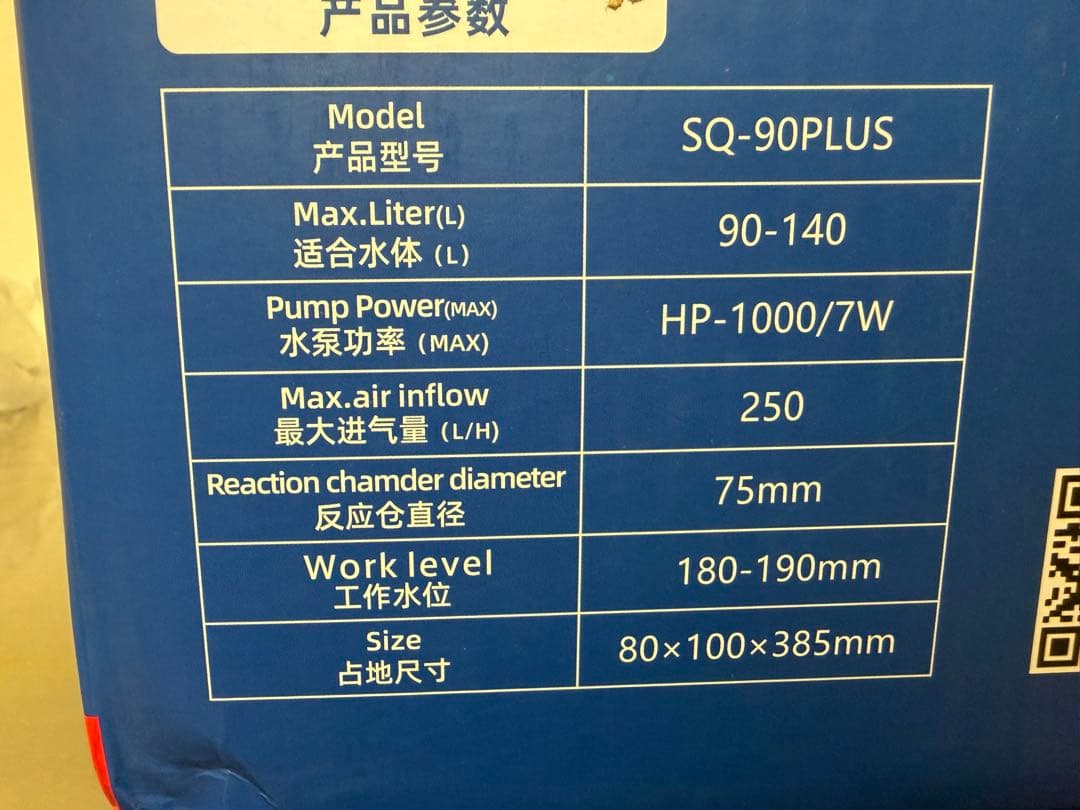 产品参数
Model
产品型号
SQ-90PLUS
Max.Liter(L)
适合水体（L）
90-140
Pump Power(MAX)
水泵功率（MAX）
HP-1000/7W
Max.air inflow
最大进气量（L/H)
250
Reaction chamder diameter
反应仓直径
75mm
Work level
工作水位
180-190mm
Size
占地尺寸
80×100×385mm